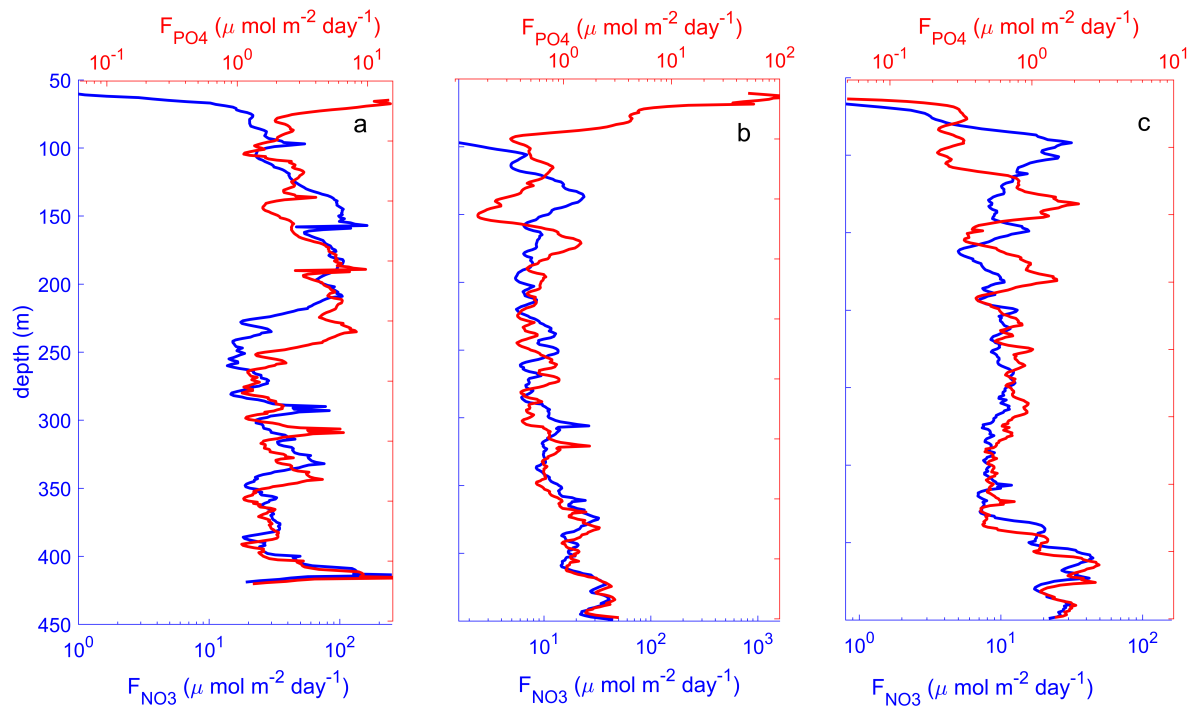 F_PO4 (μ mol m^-2 day^-1) F_PO4 (μ mol m^-2 day^-1) F_PO4 (μ mol m^-2 day^-1)
10^-1 10^0 10^1 10^0 10^1 10^2 10^-1 10^0 10^1
50
a b c
100
150
200
depth (m)
250
300
350
400
450
10^0 10^1 10^2 10^1 10^2 10^3 10^0 10^1 10^2
F_NO3 (μ mol m^-2 day^-1) F_NO3 (μ mol m^-2 day^-1) F_NO3 (μ mol m^-2 day^-1)